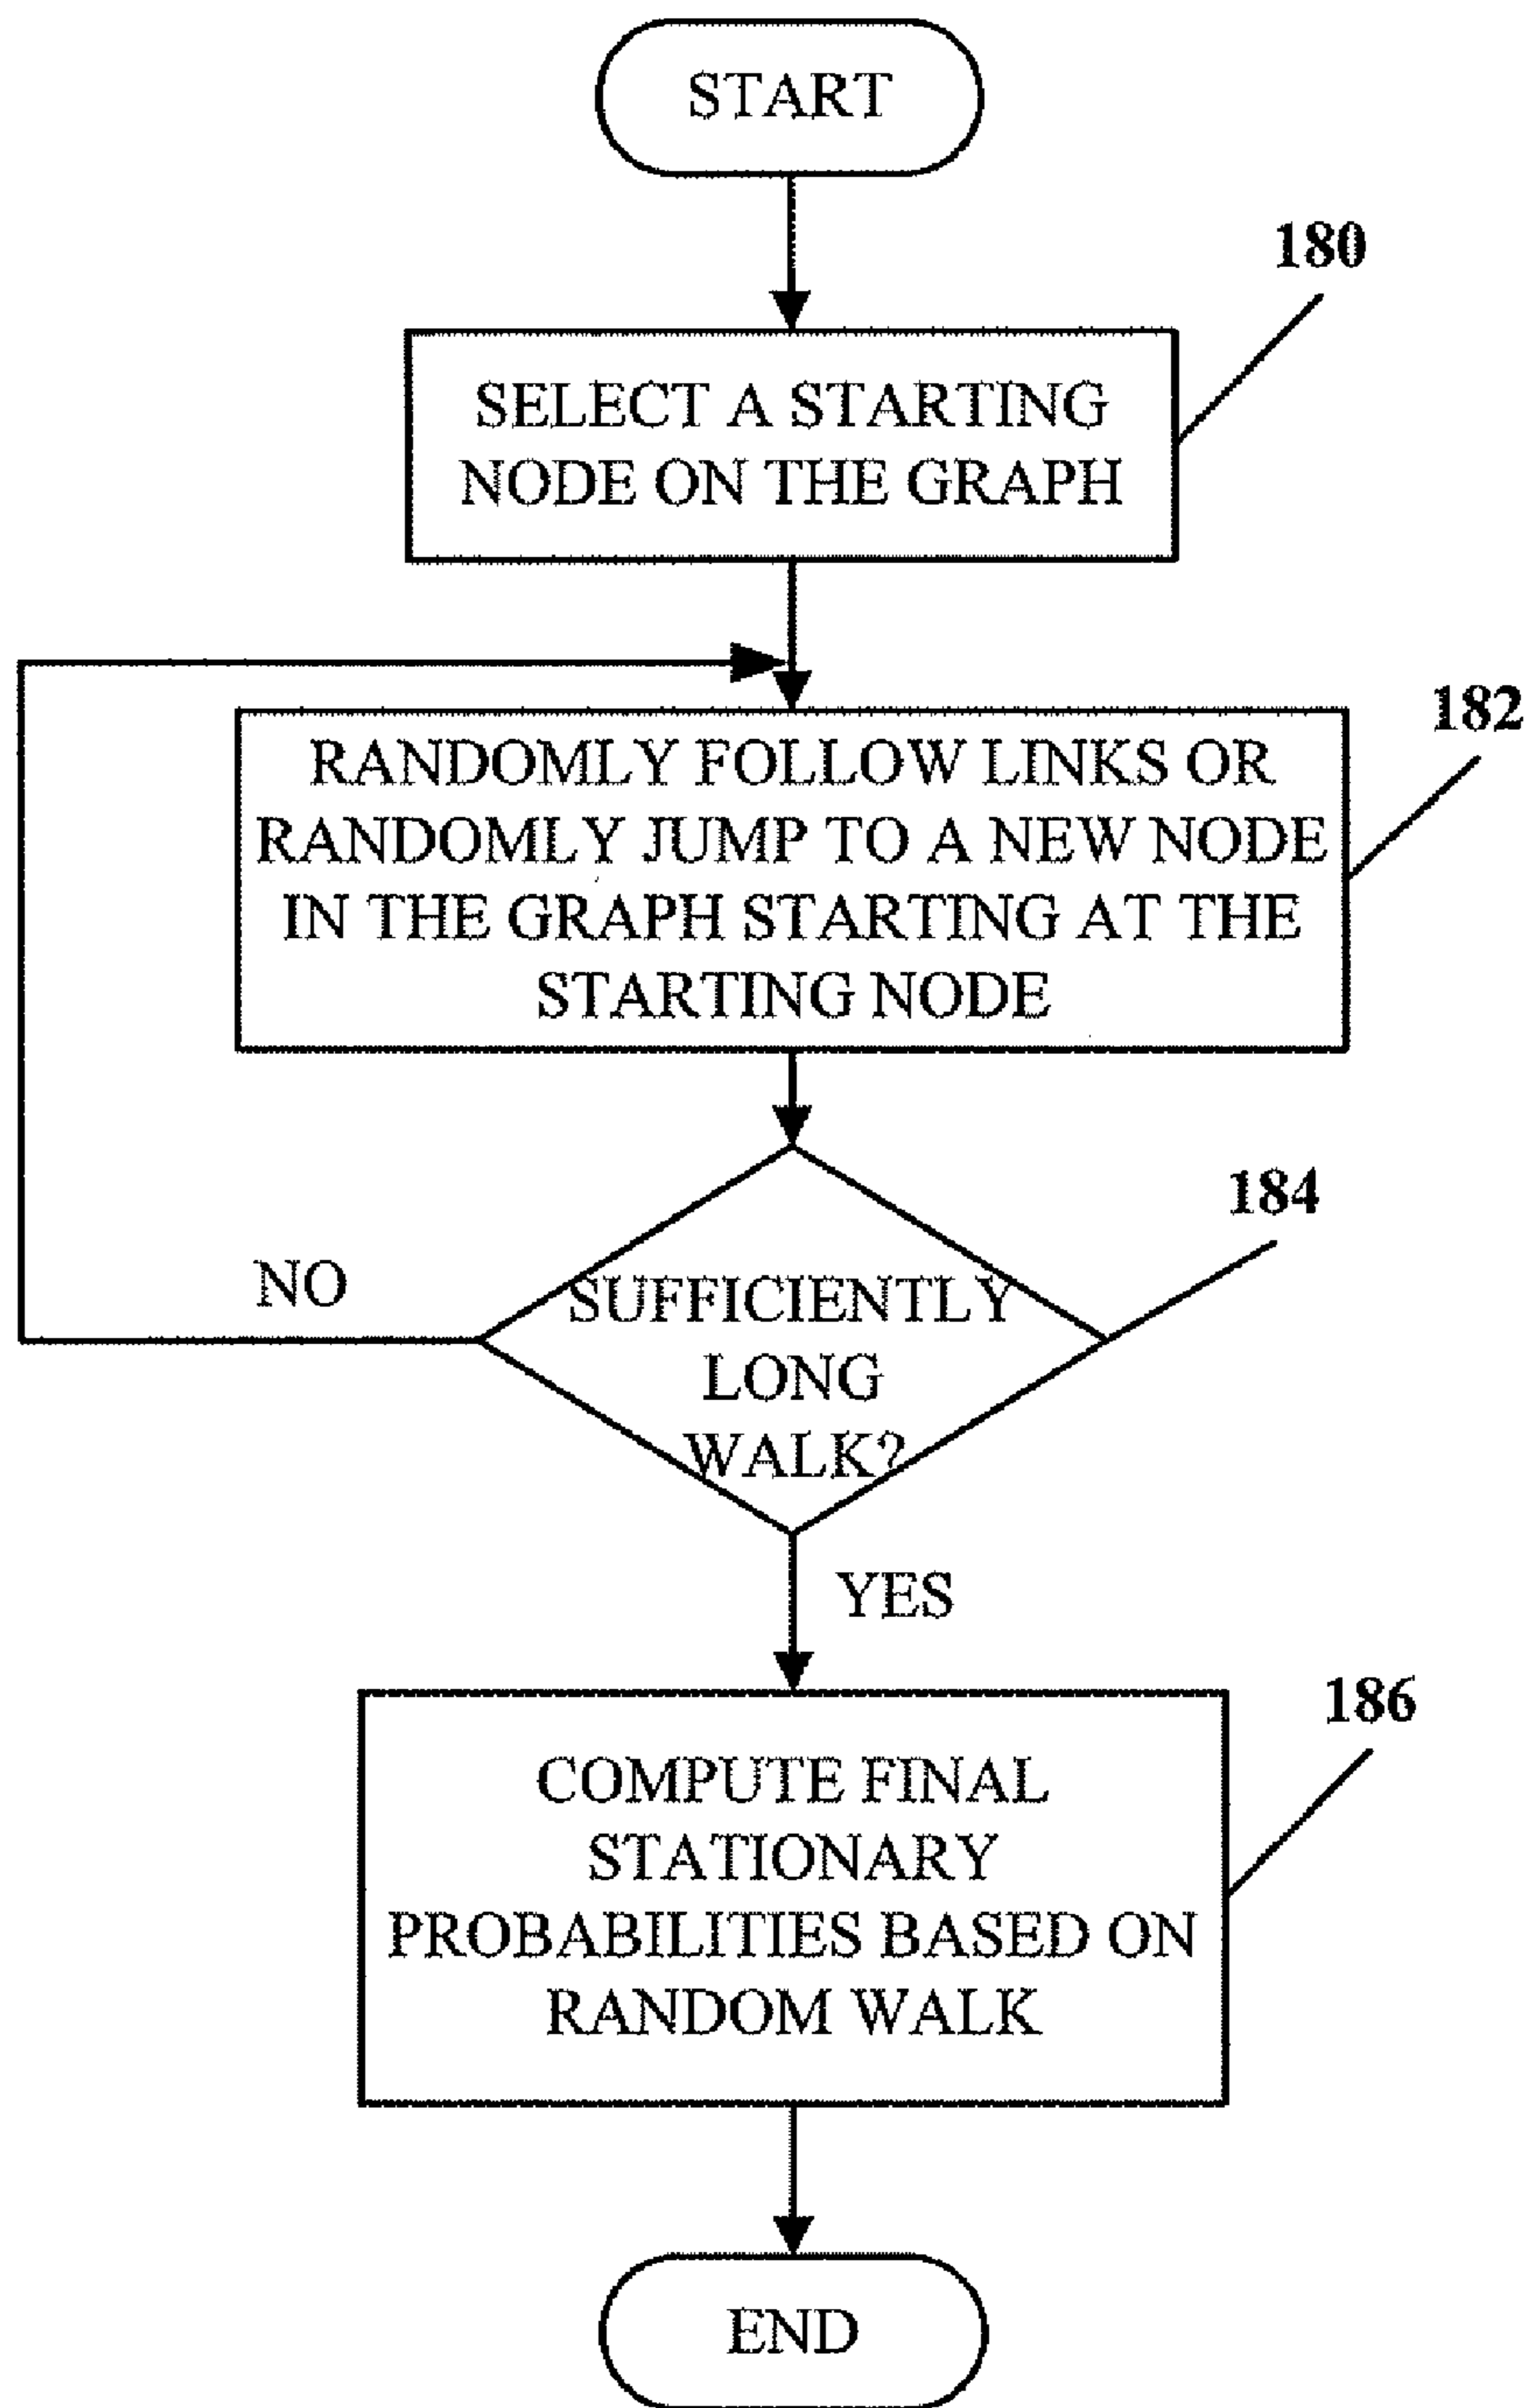 START
180
SELECT A STARTING
NODE ON THE GRAPH
182
RANDOMLY FOLLOW LINKS OR
RANDOMLY JUMP TO A NEW NODE
IN THE GRAPH STARTING AT THE
STARTING NODE
184
NO
SUFFICIENTLY
LONG
WALK?
YES
186
COMPUTE FINAL
STATIONARY
PROBABILITIES BASED ON
RANDOM WALK
END